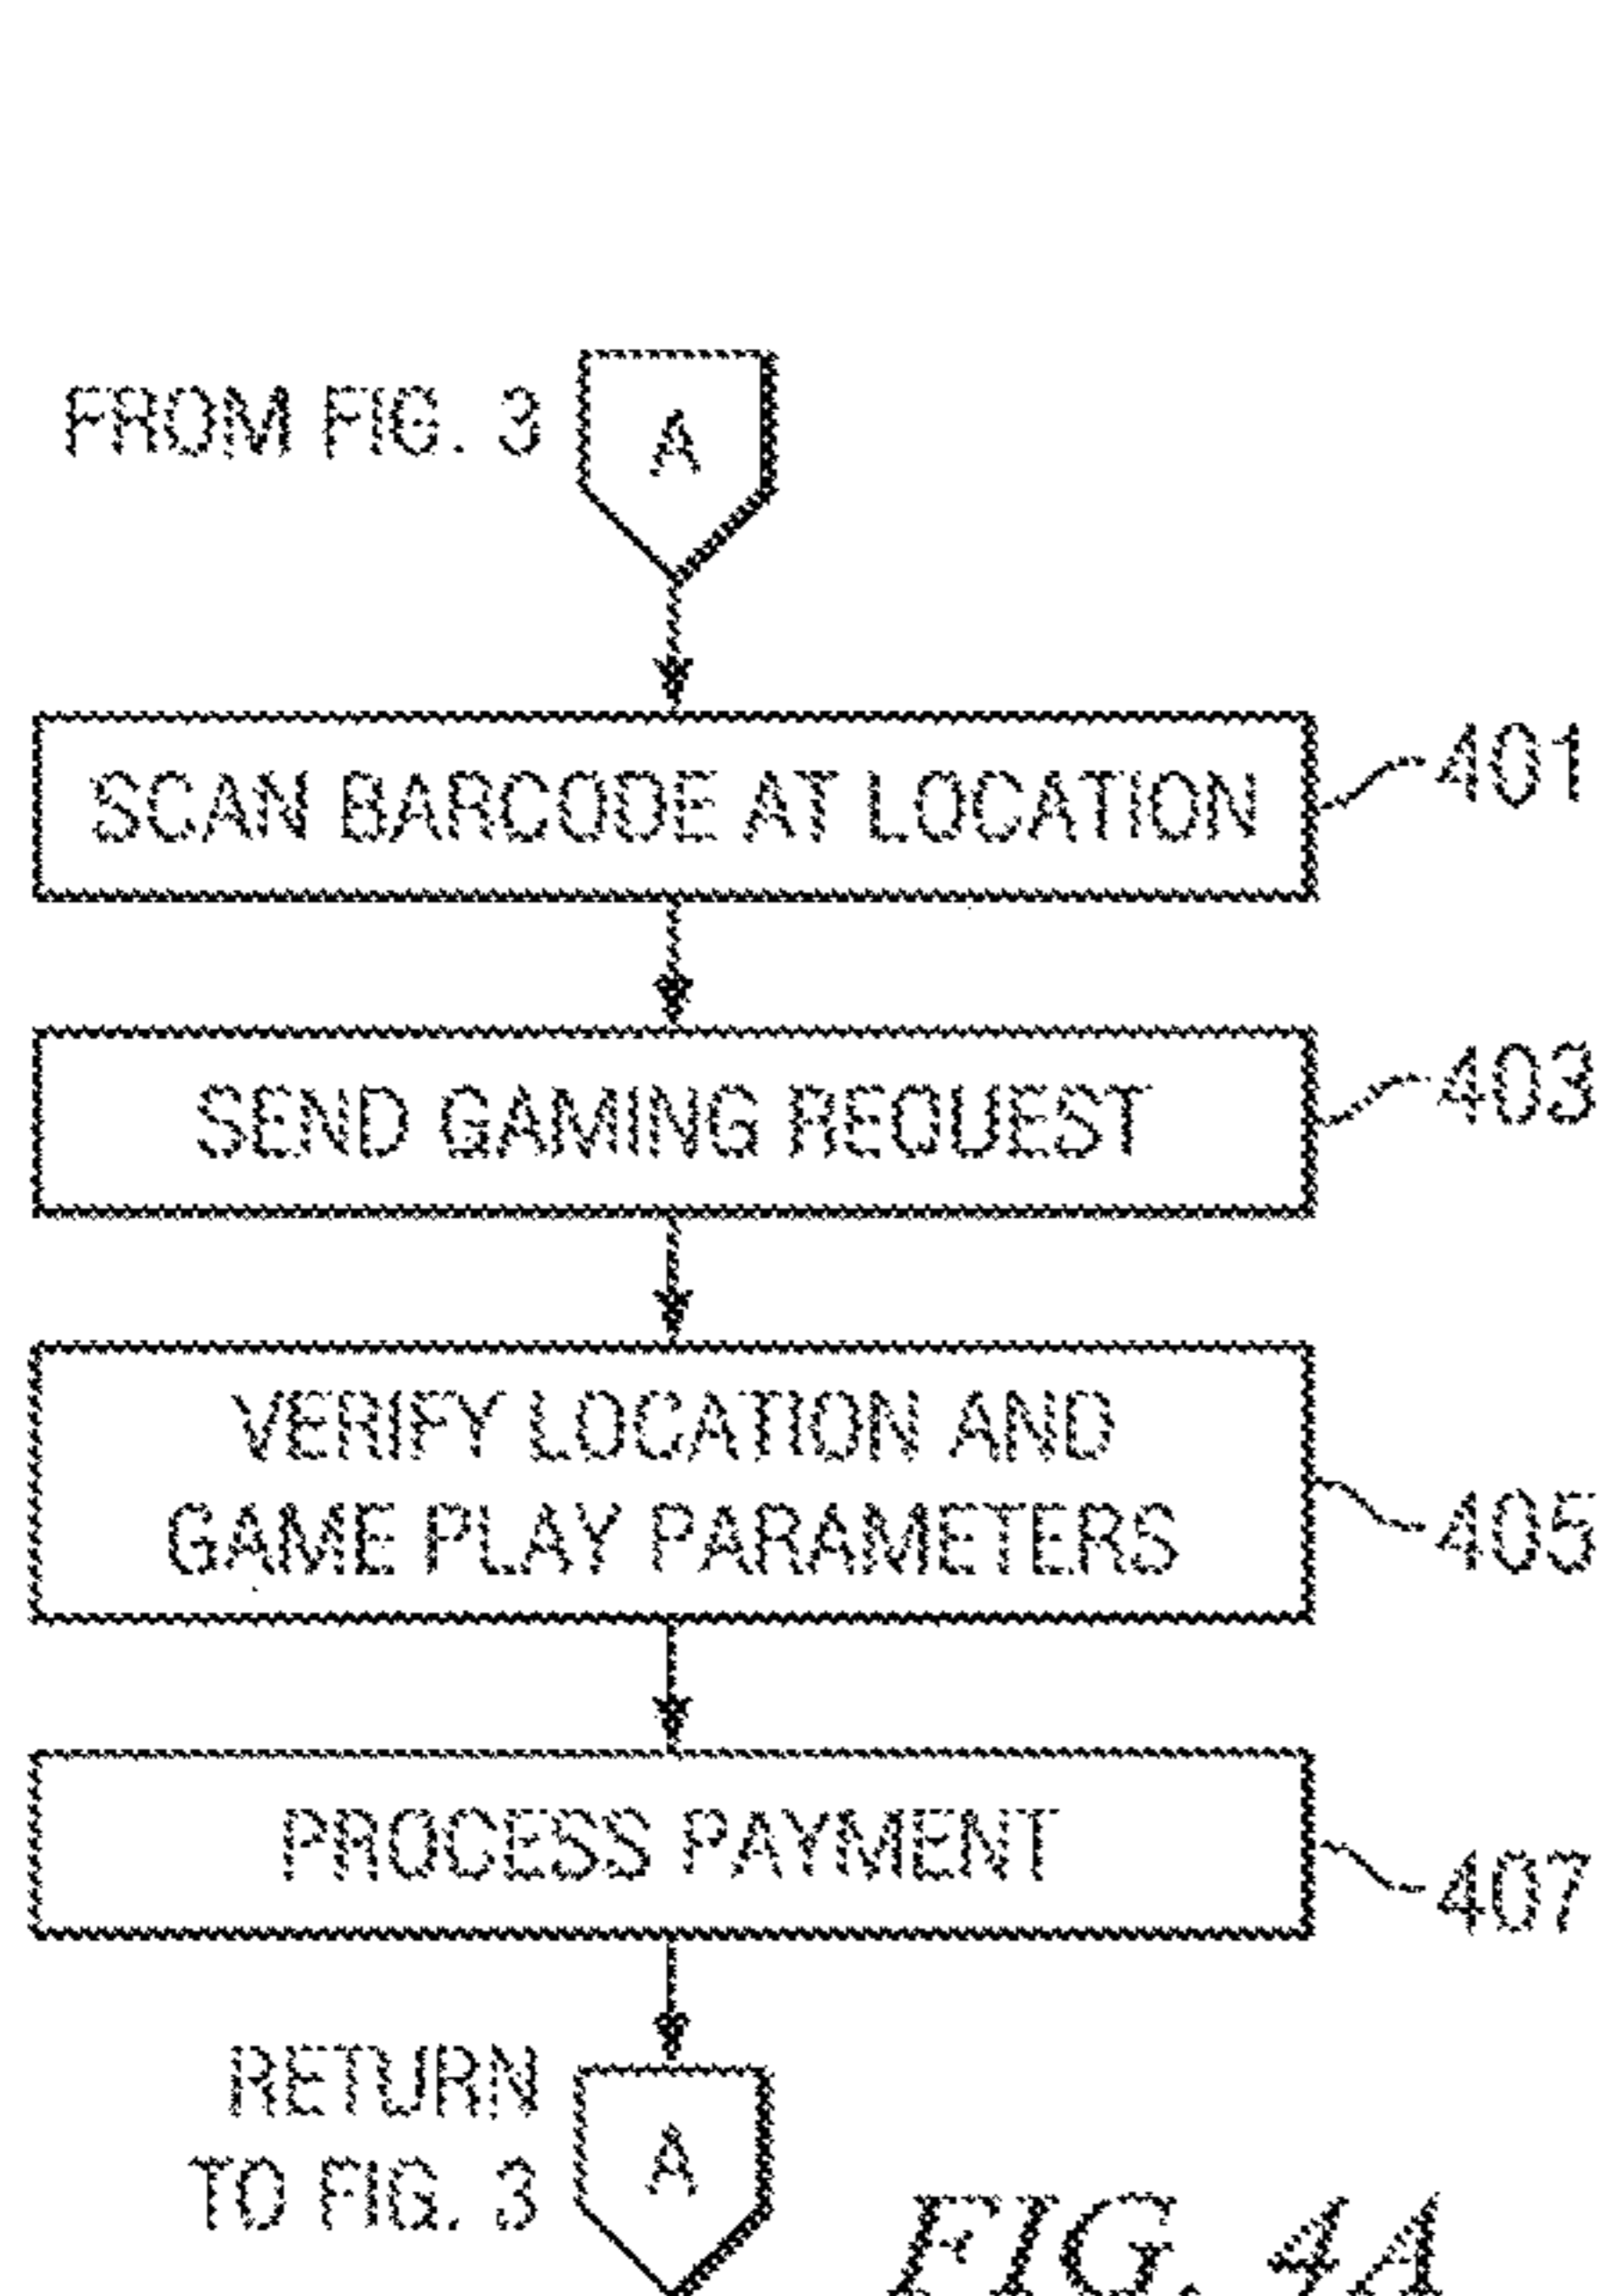 FROM FIG. 3
A
SCAN BARCODE AT LOCATION
401
SEND GAMING REQUEST
403
VERIFY LOCATION AND
GAME PLAY PARAMETERS
405
PROCESS PAYMENT
407
RETURN
TO FIG. 3
A
FIG. 4A